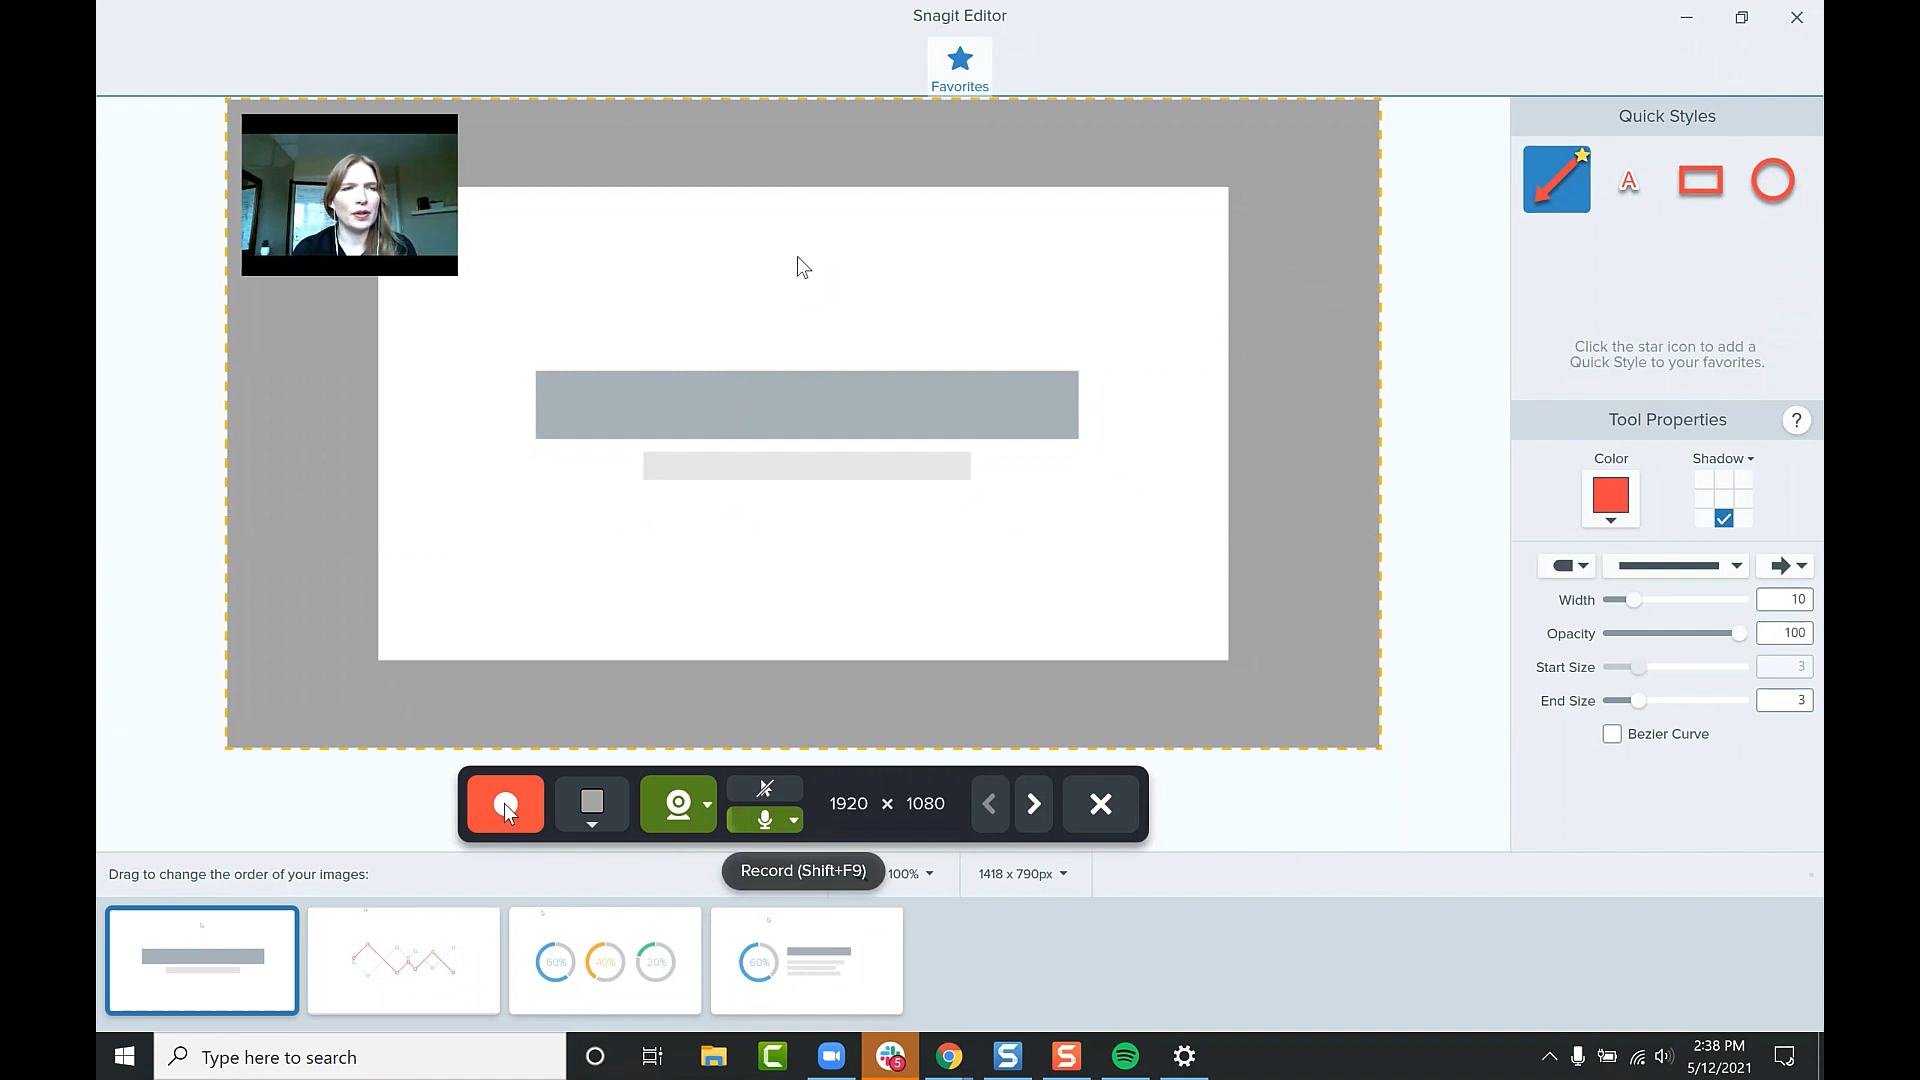 Snagit Editor
Favorites
Quick Styles
A
Click the star icon to add a
Quick Style to your favorites.
Tool Properties
?
Color
Shadow
Width
10
Opacity
100
Start Size
3
End Size
3
Bezier Curve
1920 × 1080
Drag to change the order of your images:
Record (Shift+F9)
100%
1418 x 790px
60%
40%
20%
60%
Type here to search
5
2:38 PM
5/12/2021